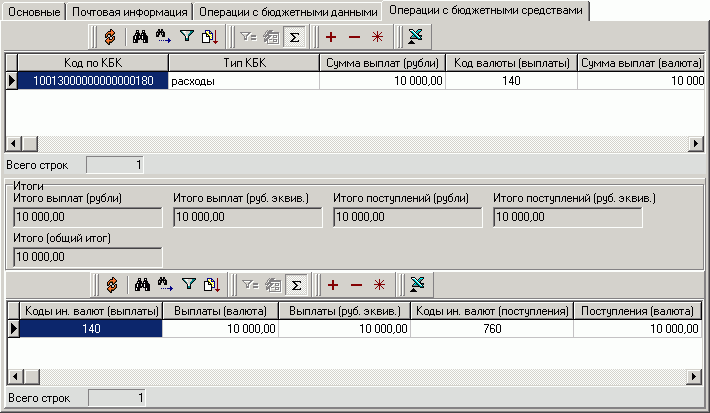 Основные Почтовая информация Операции с бюджетными данными Операции с бюджетными средствами
Код по КБК Тип КБК Сумма выплат (рубли) Код валюты (выплаты) Сумма выплат (валюта)
10013000000000000180 расходы 10 000,00 140 10 000
Всего строк 1
Итоги
Итого выплат (рубли) Итого выплат (руб. эквив.) Итого поступлений (рубли) Итого поступлений (руб. эквив.)
10 000,00 10 000,00 10 000,00 10 000,00
Итого (общий итог)
10 000,00
Коды ин. валют (выплаты) Выплаты (валюта) Выплаты (руб. эквив.) Коды ин. валют (поступления) Поступления (валюта)
140 10 000,00 10 000,00 760 10 000,00
Всего строк 1